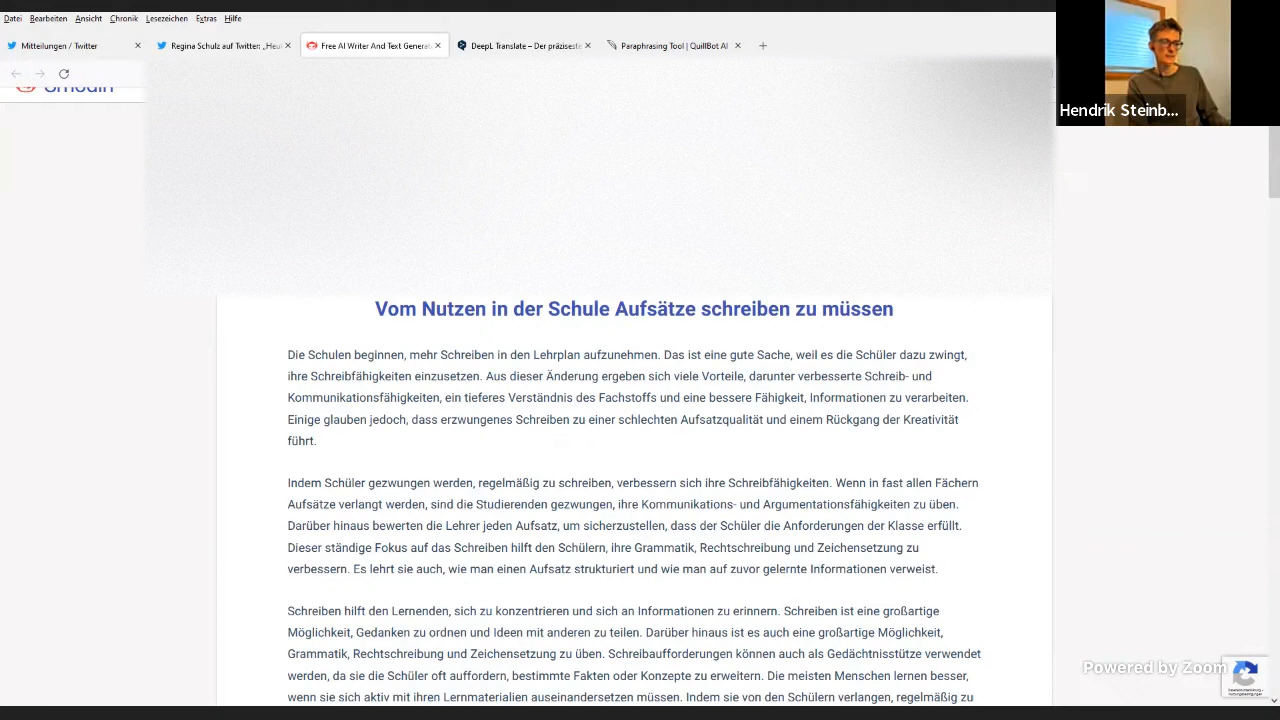 Datei Bearbeiten Ansicht Chronik Lesezeichen Extras Hilfe
Mitteilungen / Twitter
Regina Schulz auf Twitter: „Heu
Free AI Writer And Text Generat
DeepL Translate – Der präzisest
Paraphrasing Tool | QuillBot AI
Hendrik Steinb...
Smodin
Vom Nutzen in der Schule Aufsätze schreiben zu müssen
Die Schulen beginnen, mehr Schreiben in den Lehrplan aufzunehmen. Das ist eine gute Sache, weil es die Schüler dazu zwingt,
ihre Schreibfähigkeiten einzusetzen. Aus dieser Änderung ergeben sich viele Vorteile, darunter verbesserte Schreib- und
Kommunikationsfähigkeiten, ein tieferes Verständnis des Fachstoffs und eine bessere Fähigkeit, Informationen zu verarbeiten.
Einige glauben jedoch, dass erzwungenes Schreiben zu einer schlechten Aufsatzqualität und einem Rückgang der Kreativität
führt.
Indem Schüler gezwungen werden, regelmäßig zu schreiben, verbessern sich ihre Schreibfähigkeiten. Wenn in fast allen Fächern
Aufsätze verlangt werden, sind die Studierenden gezwungen, ihre Kommunikations- und Argumentationsfähigkeiten zu üben.
Darüber hinaus bewerten die Lehrer jeden Aufsatz, um sicherzustellen, dass der Schüler die Anforderungen der Klasse erfüllt.
Dieser ständige Fokus auf das Schreiben hilft den Schülern, ihre Grammatik, Rechtschreibung und Zeichensetzung zu
verbessern. Es lehrt sie auch, wie man einen Aufsatz strukturiert und wie man auf zuvor gelernte Informationen verweist.
Schreiben hilft den Lernenden, sich zu konzentrieren und sich an Informationen zu erinnern. Schreiben ist eine großartige
Möglichkeit, Gedanken zu ordnen und Ideen mit anderen zu teilen. Darüber hinaus ist es auch eine großartige Möglichkeit,
Grammatik, Rechtschreibung und Zeichensetzung zu üben. Schreibaufforderungen können auch als Gedächtnisstütze verwendet
werden, da sie die Schüler oft auffordern, bestimmte Fakten oder Konzepte zu erweitern. Die meisten Menschen lernen besser,
wenn sie sich aktiv mit ihren Lernmaterialien auseinandersetzen müssen. Indem sie von den Schülern verlangen, regelmäßig zu
Powered by Zoom